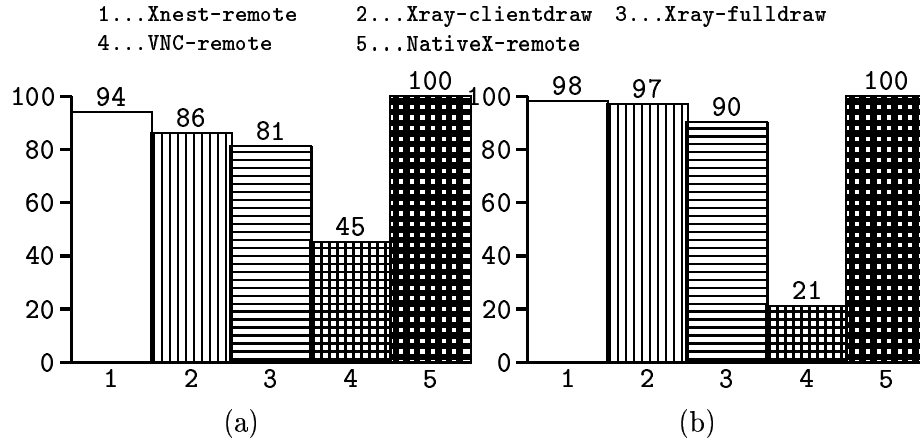 1...Xnest-remote 2...Xray-clientdraw 3...Xray-fulldraw
4...VNC-remote 5...NativeX-remote
100 94 86 81 45 100
80
60
40
20
0
1 2 3 4 5
(a)
100 98 97 90 21 100
80
60
40
20
0
1 2 3 4 5
(b)